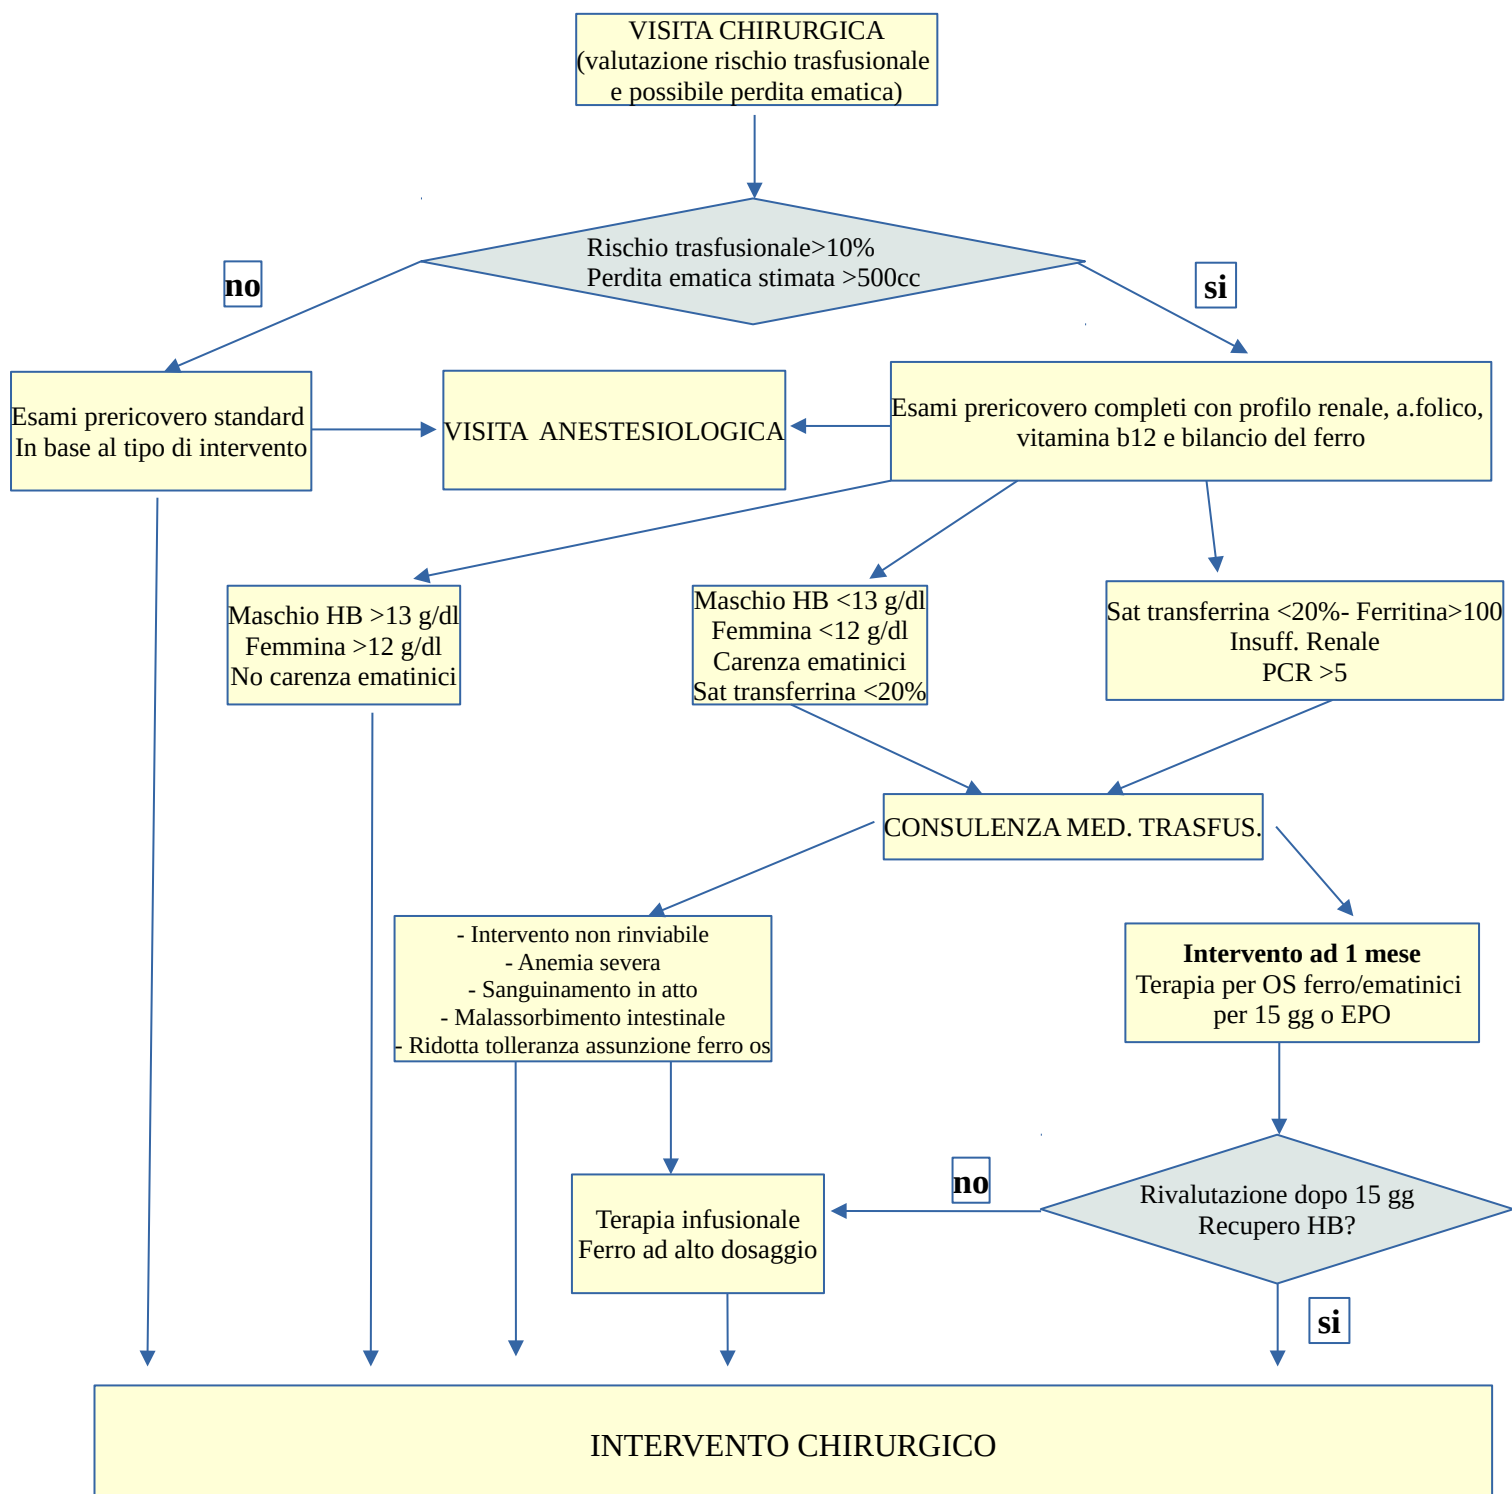 VISITA CHIRURGICA
(valutazione rischio trasfusionale
e possibile perdita ematica)
Rischio trasfusionale>10%
Perdita ematica stimata >500cc
no
si
Esami prericovero standard
In base al tipo di intervento
VISITA ANESTESIOLOGICA
Esami prericovero completi con profilo renale, a.folico,
vitamina b12 e bilancio del ferro
Maschio HB >13 g/dl
Femmina >12 g/dl
No carenza ematinici
Maschio HB <13 g/dl
Femmina <12 g/dl
Carenza ematinici
Sat transferrina <20%
Sat transferrina <20%- Ferritina>100
Insuff. Renale
PCR >5
CONSULENZA MED. TRASFUS.
- Intervento non rinviabile
- Anemia severa
- Sanguinamento in atto
- Malassorbimento intestinale
- Ridotta tolleranza assunzione ferro os
Intervento ad 1 mese
Terapia per OS ferro/ematinici
per 15 gg o EPO
Terapia infusionale
Ferro ad alto dosaggio
no
Rivalutazione dopo 15 gg
Recupero HB?
si
INTERVENTO CHIRURGICO